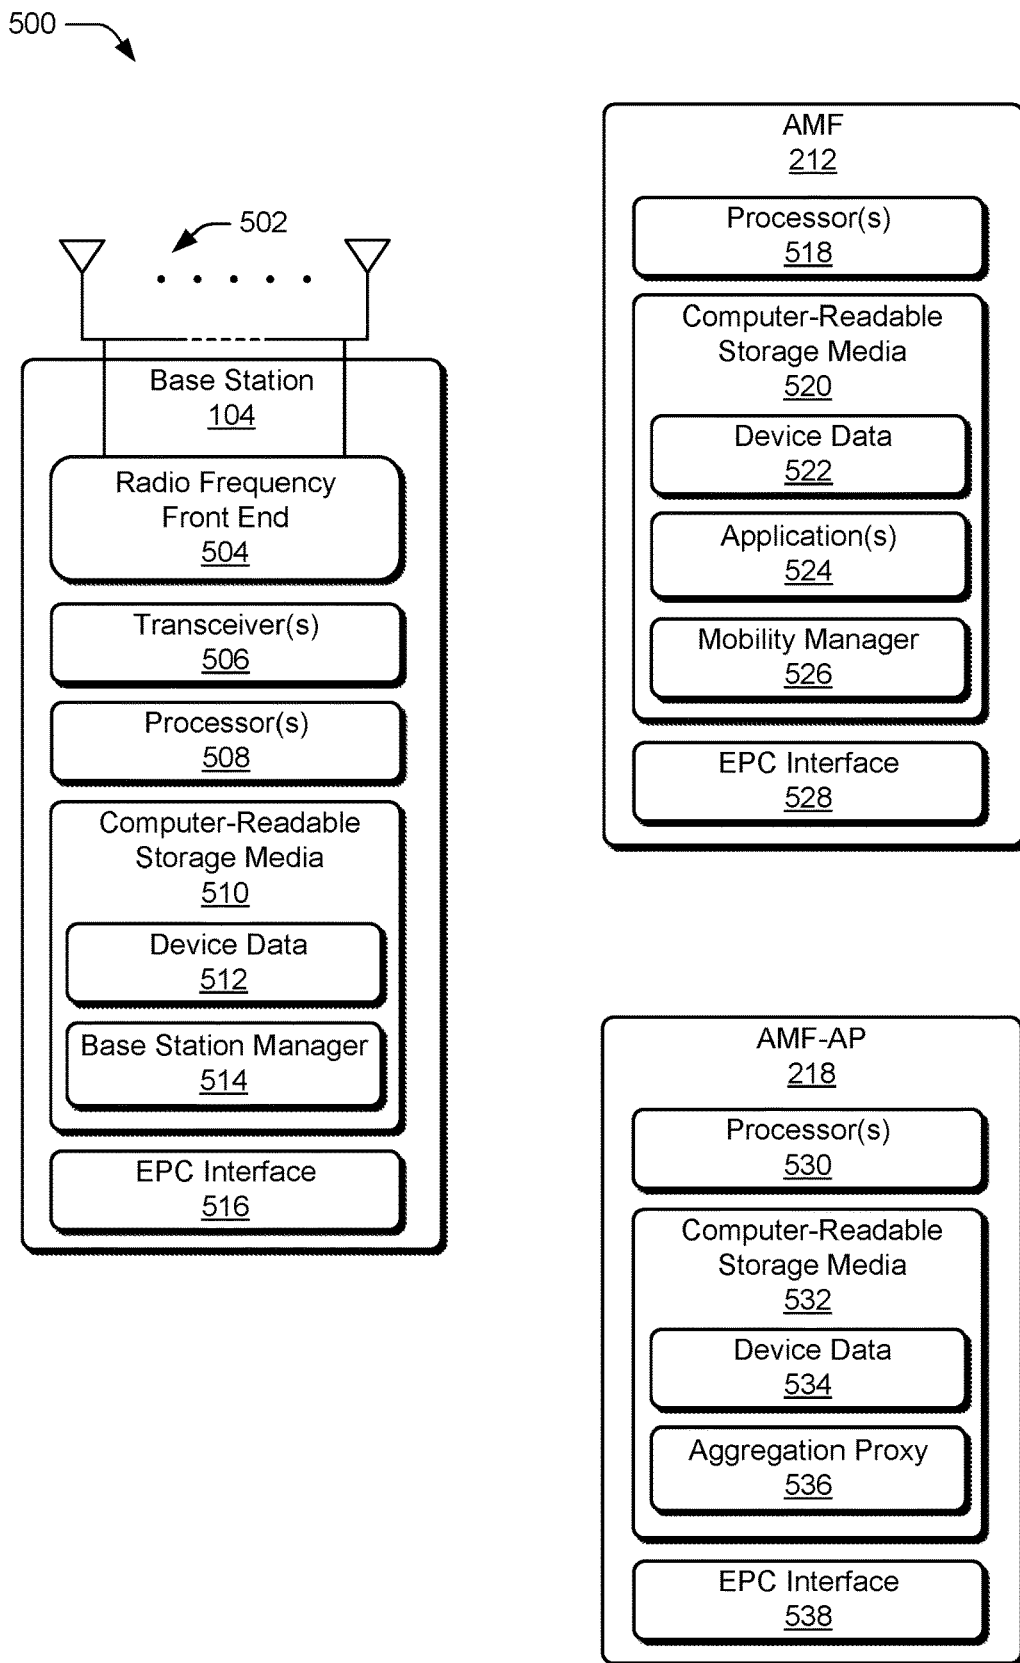 500
502
Base Station
104
Radio Frequency
Front End
504
Transceiver(s)
506
Processor(s)
508
Computer-Readable
Storage Media
510
Device Data
512
Base Station Manager
514
EPC Interface
516
AMF
212
Processor(s)
518
Computer-Readable
Storage Media
520
Device Data
522
Application(s)
524
Mobility Manager
526
EPC Interface
528
AMF-AP
218
Processor(s)
530
Computer-Readable
Storage Media
532
Device Data
534
Aggregation Proxy
536
EPC Interface
538